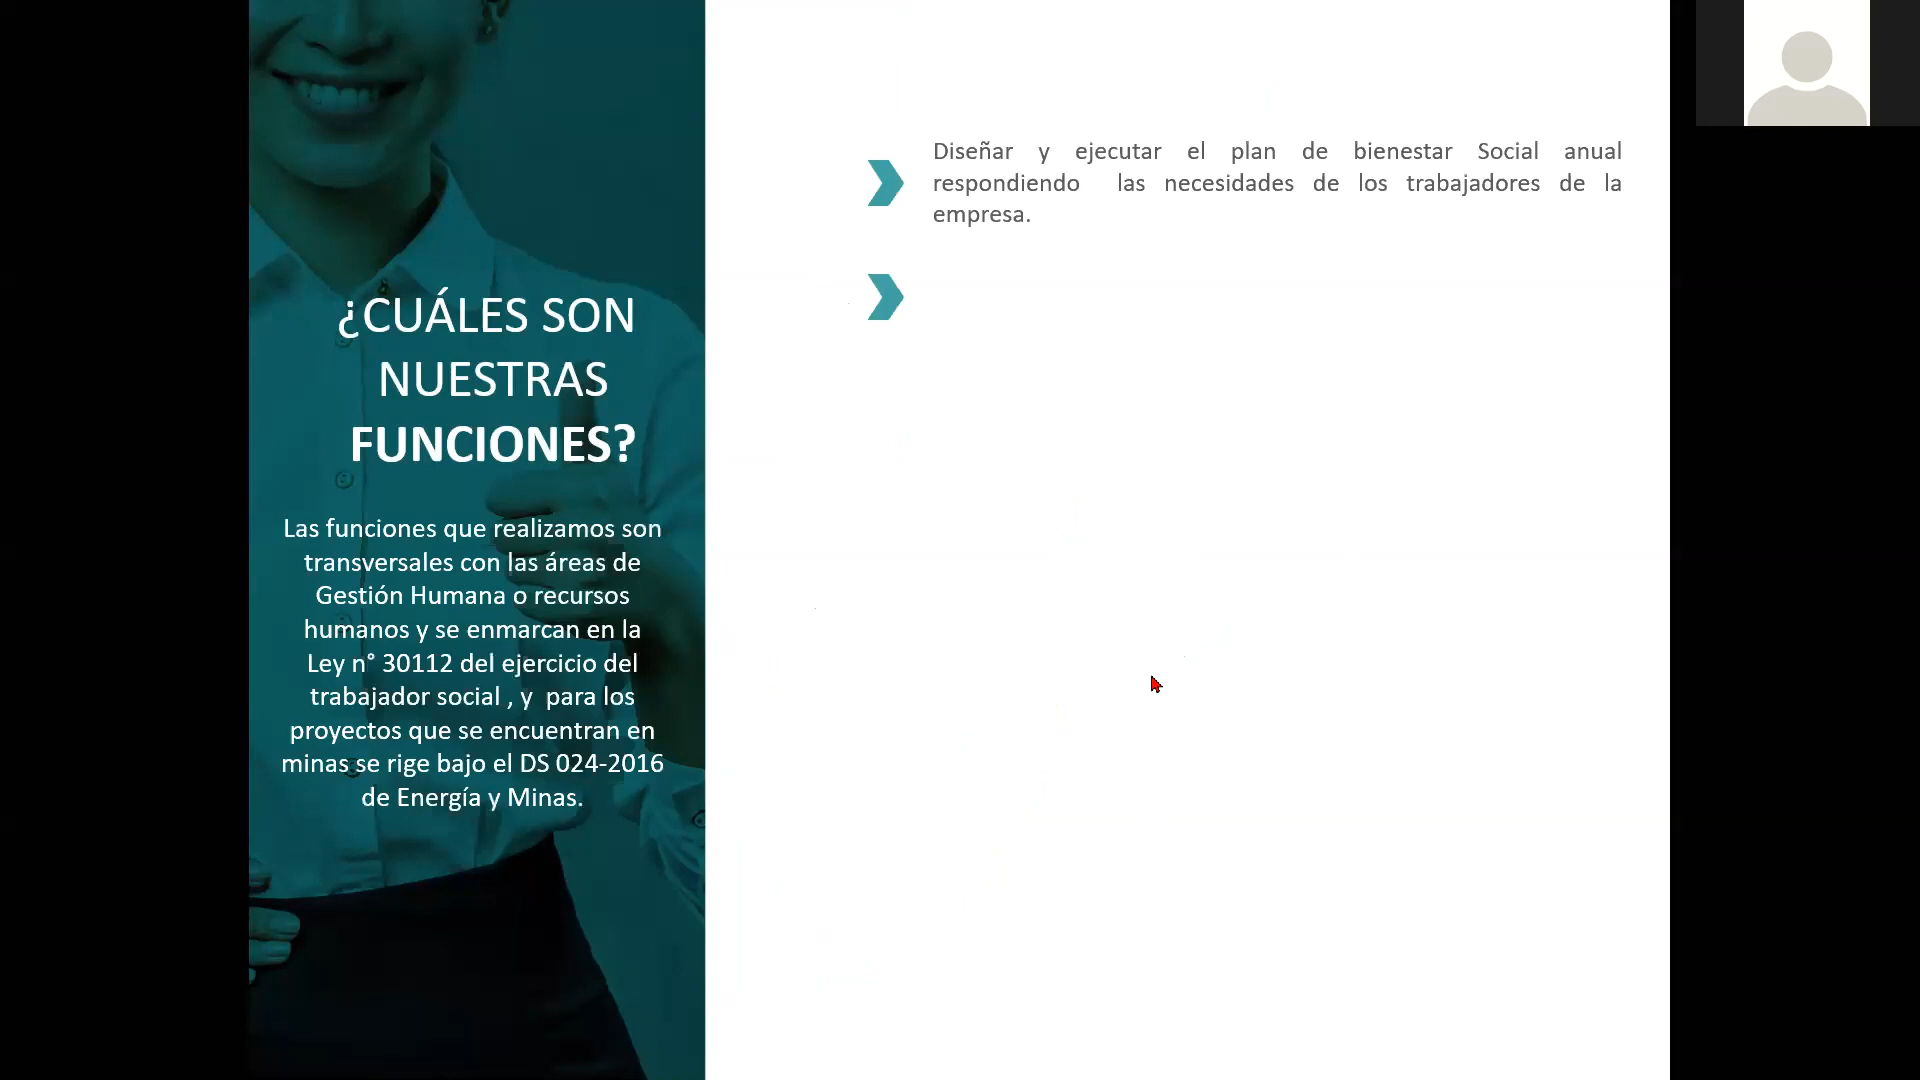 ¿CUÁLES SON
NUESTRAS
FUNCIONES?
Las funciones que realizamos son
transversales con las áreas de
Gestión Humana o recursos
humanos y se enmarcan en la
Ley n° 30112 del ejercicio del
trabajador social , y  para los
proyectos que se encuentran en
minas se rige bajo el DS 024-2016
de Energía y Minas.
Diseñar y ejecutar el plan de bienestar Social anual
respondiendo  las necesidades de los trabajadores de la
empresa.